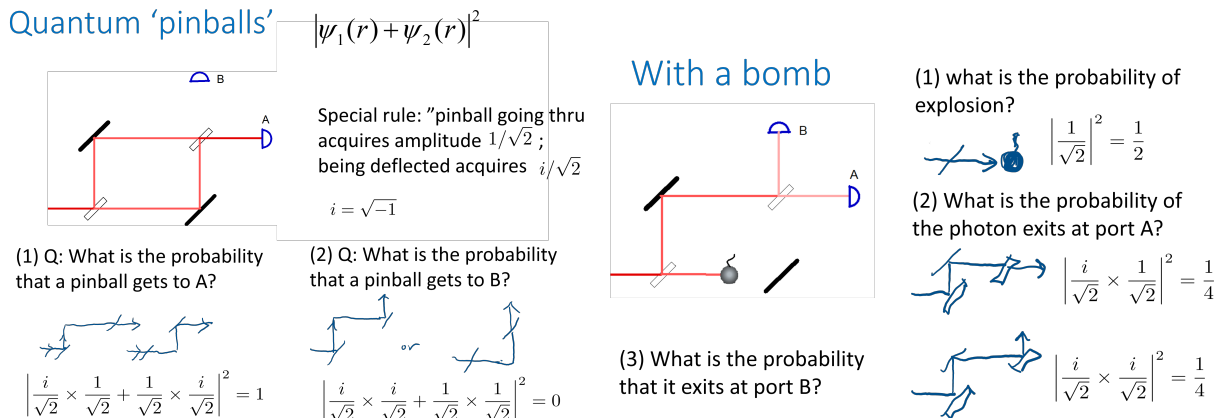 Quantum ‘pinballs’
|ψ₁(r)+ψ₂(r)|²
B
A
Special rule: ”pinball going thru
acquires amplitude 1/√2 ;
being deflected acquires i/√2
i = √−1
(1) Q: What is the probability
that a pinball gets to A?
|i/√2 × 1/√2 + 1/√2 × i/√2|² = 1
(2) Q: What is the probability
that a pinball gets to B?
or
|i/√2 × i/√2 + 1/√2 × 1/√2|² = 0
With a bomb
B
A
(1) what is the probability of
explosion?
|1/√2|² = 1/2
(2) What is the probability of
the photon exits at port A?
|i/√2 × 1/√2|² = 1/4
(3) What is the probability
that it exits at port B?
|i/√2 × i/√2|² = 1/4